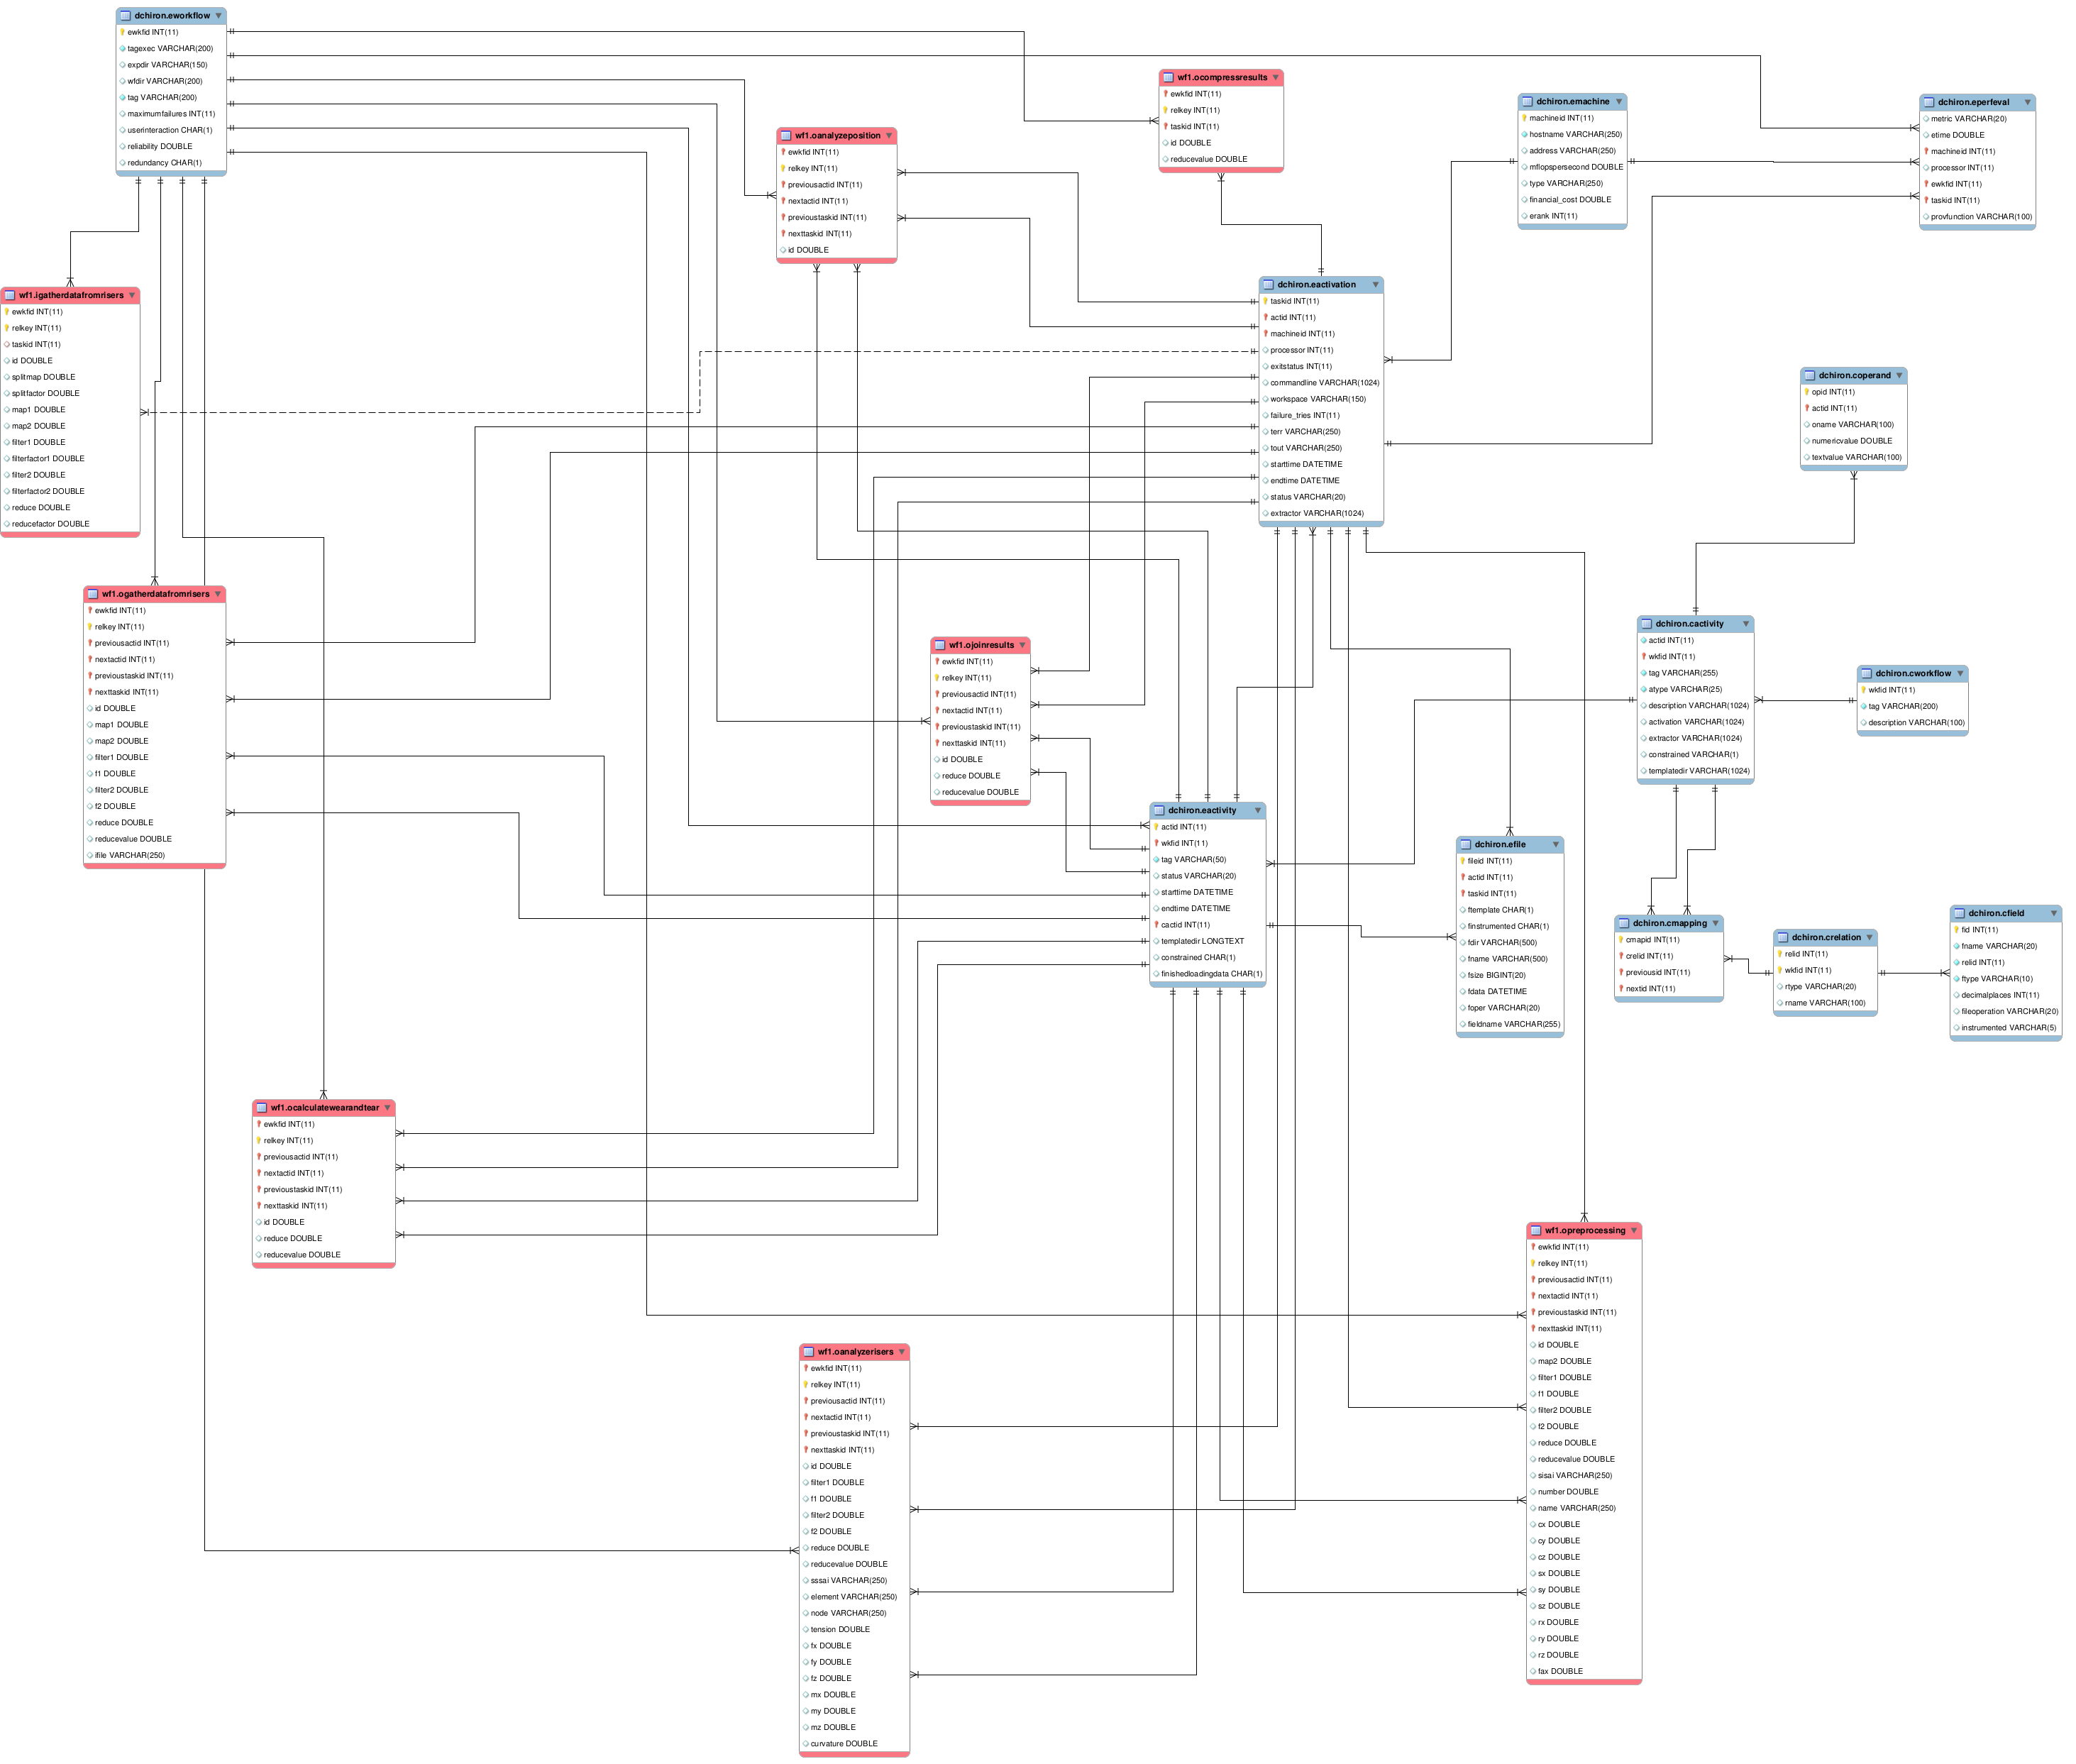 dchiron.eworkflow
ewkfid INT(11)
tagexec VARCHAR(200)
expdir VARCHAR(150)
wfdir VARCHAR(200)
tag VARCHAR(200)
maximumfailures INT(11)
userinteraction CHAR(1)
reliability DOUBLE
redundancy CHAR(1)
wf1.ocompressresults
ewkfid INT(11)
relkey INT(11)
taskid INT(11)
id DOUBLE
reducevalue DOUBLE
dchiron.emachine
machineid INT(11)
hostname VARCHAR(250)
address VARCHAR(250)
mflopspersecond DOUBLE
type VARCHAR(250)
financial_cost DOUBLE
erank INT(11)
dchiron.eperfeval
metric VARCHAR(20)
etime DOUBLE
machineid INT(11)
processor INT(11)
ewkfid INT(11)
taskid INT(11)
provfunction VARCHAR(100)
wf1.oanalyzeposition
ewkfid INT(11)
relkey INT(11)
previousactid INT(11)
nextactid INT(11)
previoustaskid INT(11)
nexttaskid INT(11)
id DOUBLE
wf1.igatherdatafromrisers
ewkfid INT(11)
relkey INT(11)
taskid INT(11)
id DOUBLE
splitmap DOUBLE
splitfactor DOUBLE
map1 DOUBLE
map2 DOUBLE
filter1 DOUBLE
filterfactor1 DOUBLE
filter2 DOUBLE
filterfactor2 DOUBLE
reduce DOUBLE
reducefactor DOUBLE
dchiron.eactivation
taskid INT(11)
actid INT(11)
machineid INT(11)
processor INT(11)
exitstatus INT(11)
commandline VARCHAR(1024)
workspace VARCHAR(150)
failure_tries INT(11)
terr VARCHAR(250)
tout VARCHAR(250)
starttime DATETIME
endtime DATETIME
status VARCHAR(20)
extractor VARCHAR(1024)
dchiron.coperand
opid INT(11)
actid INT(11)
oname VARCHAR(100)
numericvalue DOUBLE
textvalue VARCHAR(100)
wf1.ogatherdatafromrisers
ewkfid INT(11)
relkey INT(11)
previousactid INT(11)
nextactid INT(11)
previoustaskid INT(11)
nexttaskid INT(11)
id DOUBLE
map1 DOUBLE
map2 DOUBLE
filter1 DOUBLE
f1 DOUBLE
filter2 DOUBLE
f2 DOUBLE
reduce DOUBLE
reducevalue DOUBLE
ifile VARCHAR(250)
wf1.ojoinresults
ewkfid INT(11)
relkey INT(11)
previousactid INT(11)
nextactid INT(11)
previoustaskid INT(11)
nexttaskid INT(11)
id DOUBLE
reduce DOUBLE
reducevalue DOUBLE
dchiron.cactivity
actid INT(11)
wkfid INT(11)
tag VARCHAR(255)
atype VARCHAR(25)
description VARCHAR(1024)
activation VARCHAR(1024)
extractor VARCHAR(1024)
constrained VARCHAR(1)
templatedir VARCHAR(1024)
dchiron.cworkflow
wkfid INT(11)
tag VARCHAR(200)
description VARCHAR(100)
dchiron.eactivity
actid INT(11)
wkfid INT(11)
tag VARCHAR(50)
status VARCHAR(20)
starttime DATETIME
endtime DATETIME
cactid INT(11)
templatedir LONGTEXT
constrained CHAR(1)
finishedloadingdata CHAR(1)
dchiron.efile
fileid INT(11)
actid INT(11)
taskid INT(11)
ftemplate CHAR(1)
finstrumented CHAR(1)
fdir VARCHAR(500)
fname VARCHAR(500)
fsize BIGINT(20)
fdata DATETIME
foper VARCHAR(20)
fieldname VARCHAR(255)
dchiron.cmapping
cmapid INT(11)
crelid INT(11)
previousid INT(11)
nextid INT(11)
dchiron.crelation
relid INT(11)
wkfid INT(11)
rtype VARCHAR(20)
rname VARCHAR(100)
dchiron.cfield
fid INT(11)
fname VARCHAR(20)
relid INT(11)
ftype VARCHAR(10)
decimalplaces INT(11)
fileoperation VARCHAR(20)
instrumented VARCHAR(5)
wf1.ocalculatewearandtear
ewkfid INT(11)
relkey INT(11)
previousactid INT(11)
nextactid INT(11)
previoustaskid INT(11)
nexttaskid INT(11)
id DOUBLE
reduce DOUBLE
reducevalue DOUBLE
wf1.opreprocessing
ewkfid INT(11)
relkey INT(11)
previousactid INT(11)
nextactid INT(11)
previoustaskid INT(11)
nexttaskid INT(11)
id DOUBLE
map2 DOUBLE
filter1 DOUBLE
f1 DOUBLE
filter2 DOUBLE
f2 DOUBLE
reduce DOUBLE
reducevalue DOUBLE
sisai VARCHAR(250)
number DOUBLE
name VARCHAR(250)
cx DOUBLE
cy DOUBLE
cz DOUBLE
sx DOUBLE
sy DOUBLE
sz DOUBLE
rx DOUBLE
ry DOUBLE
rz DOUBLE
fax DOUBLE
wf1.oanalyzerisers
ewkfid INT(11)
relkey INT(11)
previousactid INT(11)
nextactid INT(11)
previoustaskid INT(11)
nexttaskid INT(11)
id DOUBLE
filter1 DOUBLE
f1 DOUBLE
filter2 DOUBLE
f2 DOUBLE
reduce DOUBLE
reducevalue DOUBLE
sssai VARCHAR(250)
element VARCHAR(250)
node VARCHAR(250)
tension DOUBLE
fx DOUBLE
fy DOUBLE
fz DOUBLE
mx DOUBLE
my DOUBLE
mz DOUBLE
curvature DOUBLE